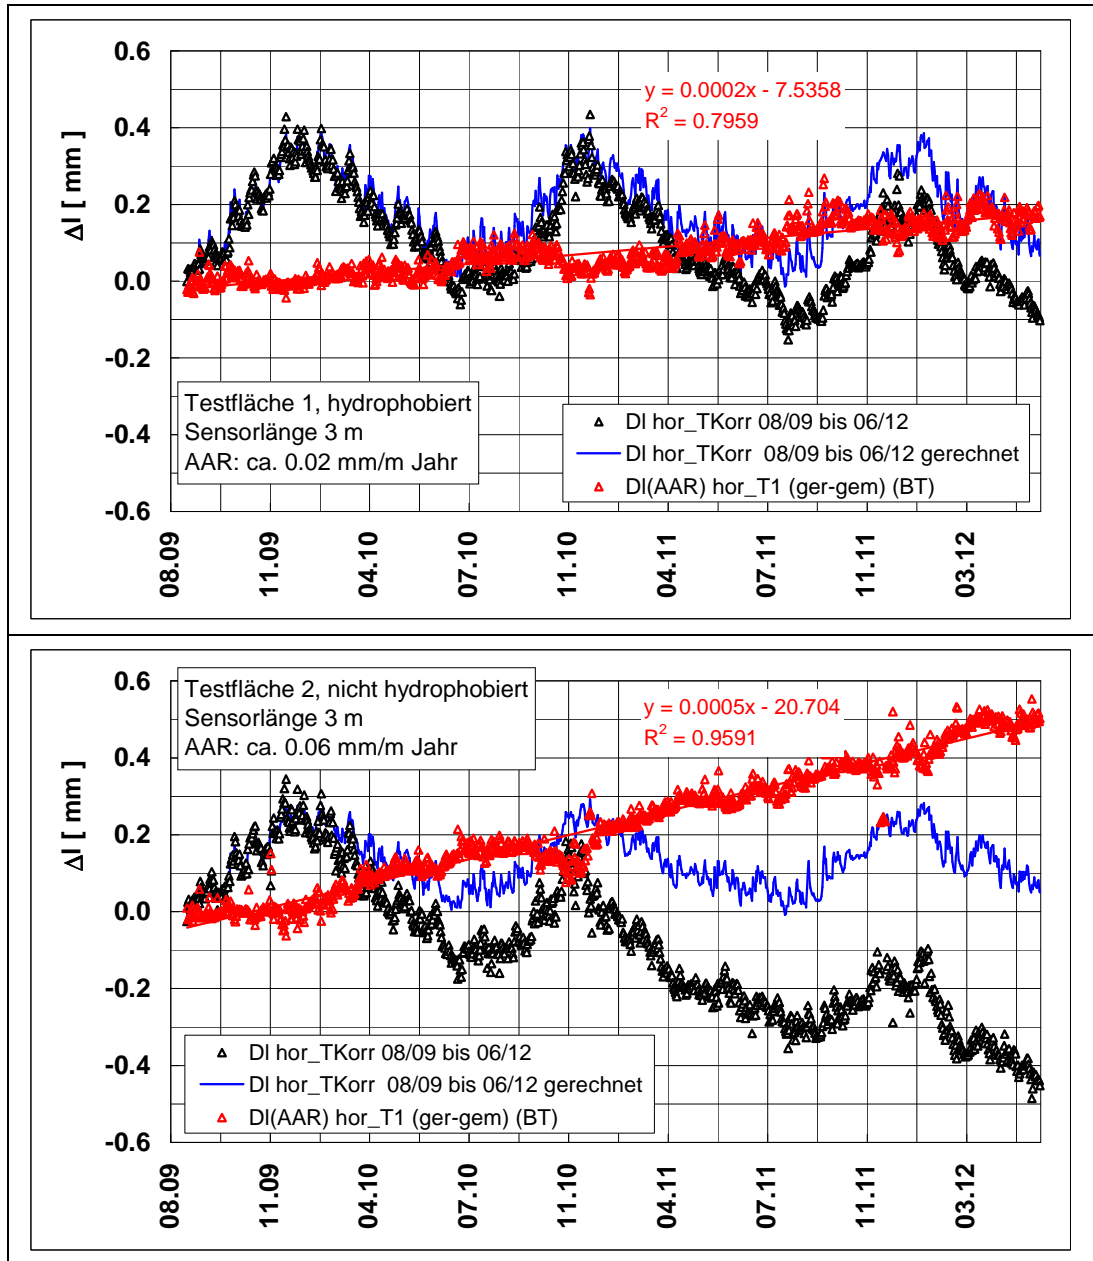 0.6
0.4
0.2
0.0
-0.2
-0.4
-0.6
Δl [ mm ]
y = 0.0002x - 7.5358
R² = 0.7959
Testfläche 1, hydrophobiert
Sensorlänge 3 m
AAR: ca. 0.02 mm/m Jahr
Dl hor_TKorr 08/09 bis 06/12
Dl hor_TKorr 08/09 bis 06/12 gerechnet
Dl(AAR) hor_T1 (ger-gem) (BT)
08.09
11.09
04.10
07.10
11.10
04.11
07.11
11.11
03.12
0.6
0.4
0.2
0.0
-0.2
-0.4
-0.6
Δl [ mm ]
Testfläche 2, nicht hydrophobiert
Sensorlänge 3 m
AAR: ca. 0.06 mm/m Jahr
y = 0.0005x - 20.704
R² = 0.9591
Dl hor_TKorr 08/09 bis 06/12
Dl hor_TKorr 08/09 bis 06/12 gerechnet
Dl(AAR) hor_T1 (ger-gem) (BT)
08.09
11.09
04.10
07.10
11.10
04.11
07.11
11.11
03.12